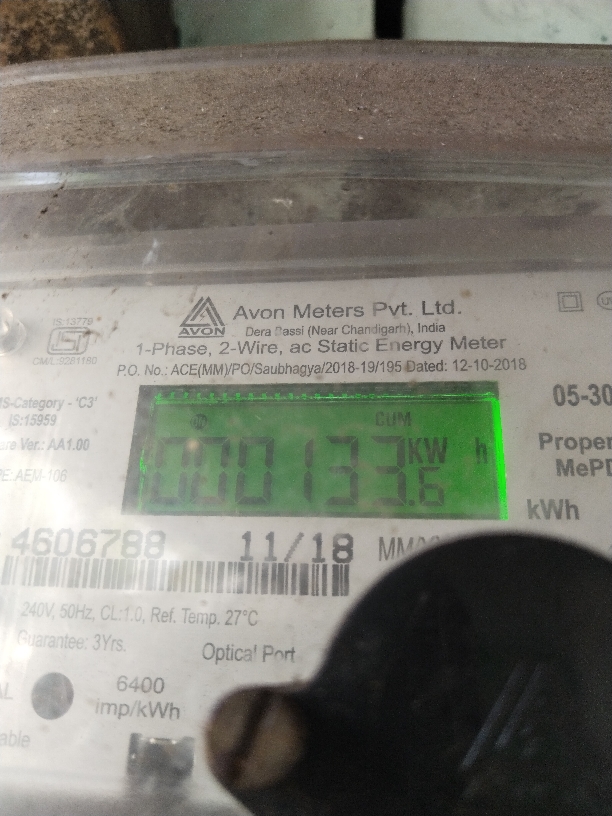 AVON
Avon Meters Pvt. Ltd.
Dera Bassi (Near Chandigarh), India
1-Phase, 2-Wire, ac Static Energy Meter
P.O. No.: ACE(MM)/PO/Saubhagya/2018-19/195 Dated: 12-10-2018
IS:13779
CM/L:9281160
IS-Category - 'C3'
IS:15959
Ver.: AA1.00
AEM-106
CUM
000133.6 KW h
05-30
kWh
4606788 11/18
240V, 50Hz, CL:1.0, Ref. Temp. 27°C
Guarantee: 3Yrs.
Optical Port
6400
imp/kWh